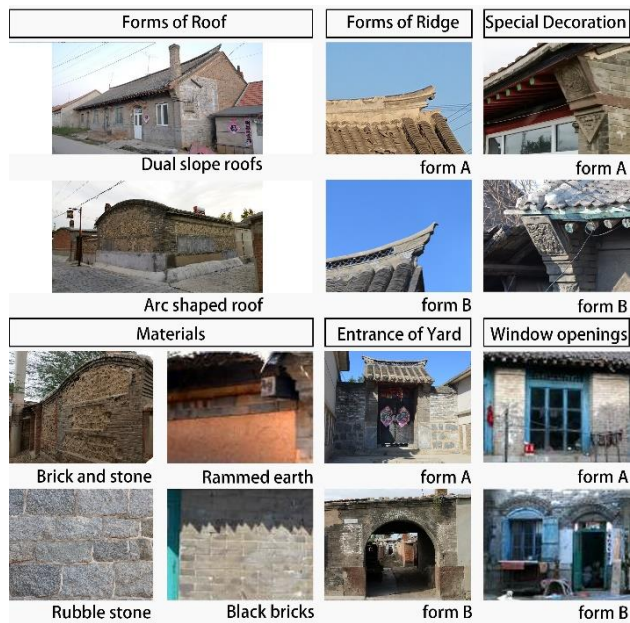 Forms of Roof
Forms of Ridge
Special Decoration
Dual slope roofs
form A
form A
Arc shaped roof
form B
form B
Materials
Entrance of Yard
Window openings
Brick and stone
Rammed earth
form A
form A
Rubble stone
Black bricks
form B
form B